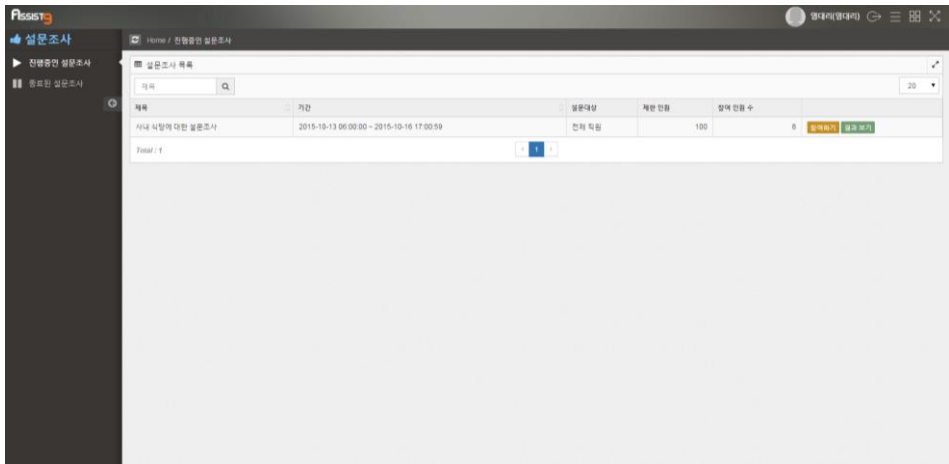 Assist9
영대리(영대리)
설문조사
Home / 진행중인 설문조사
진행중인 설문조사
종료된 설문조사
설문조사 목록
제목
20
제목 기간 설문대상 제한 인원 참여 인원 수
사내 식당에 대한 설문조사 2015-10-13 06:00:00 ~ 2015-10-16 17:00:59 전체 직원 100 8 참여하기 결과 보기
Total : 1
1